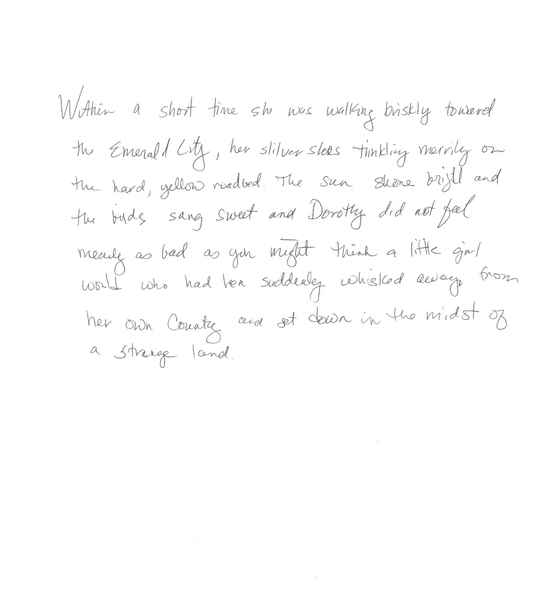 Within a short time she was walking briskly toward
the Emerald City, her slilver shoes tinkling merrily on
the hard, yellow roadbed. The sun shone bright and
the birds sang sweet and Dorothy did not feel
nearly as bad as you might think a little girl
would who had been suddenly whisked away from
her own County and set down in the midst of
a strange land.